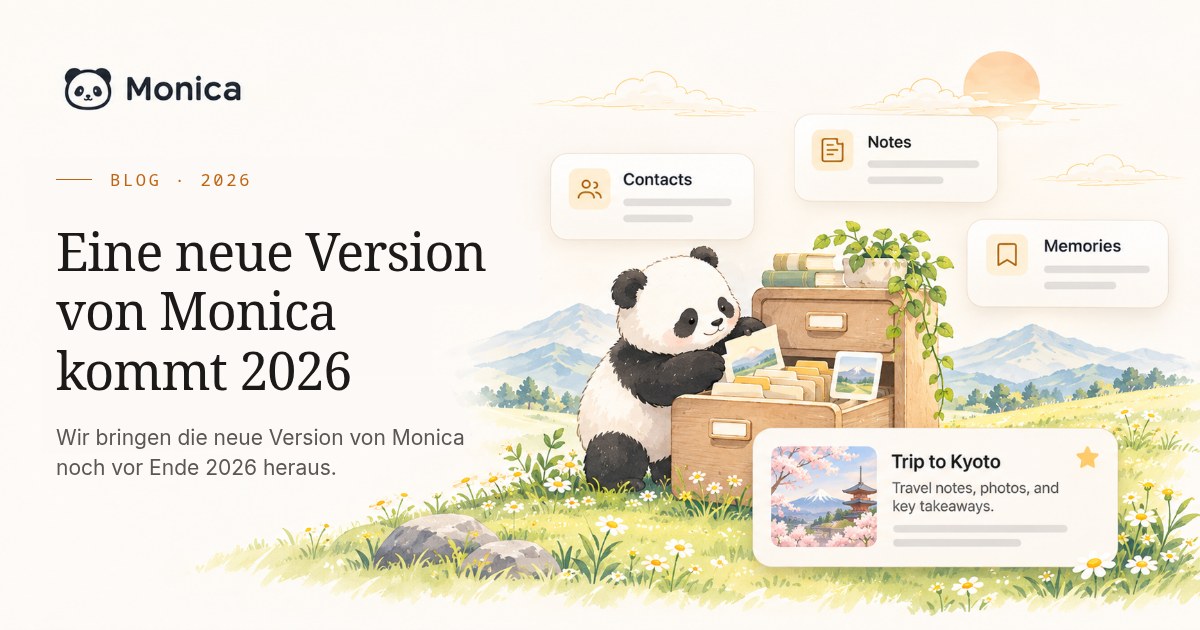 Monica
BLOG · 2026
Eine neue Version
von Monica
kommt 2026
Wir bringen die neue Version von Monica
noch vor Ende 2026 heraus.
Contacts
Notes
Memories
Trip to Kyoto
Travel notes, photos, and
key takeaways.